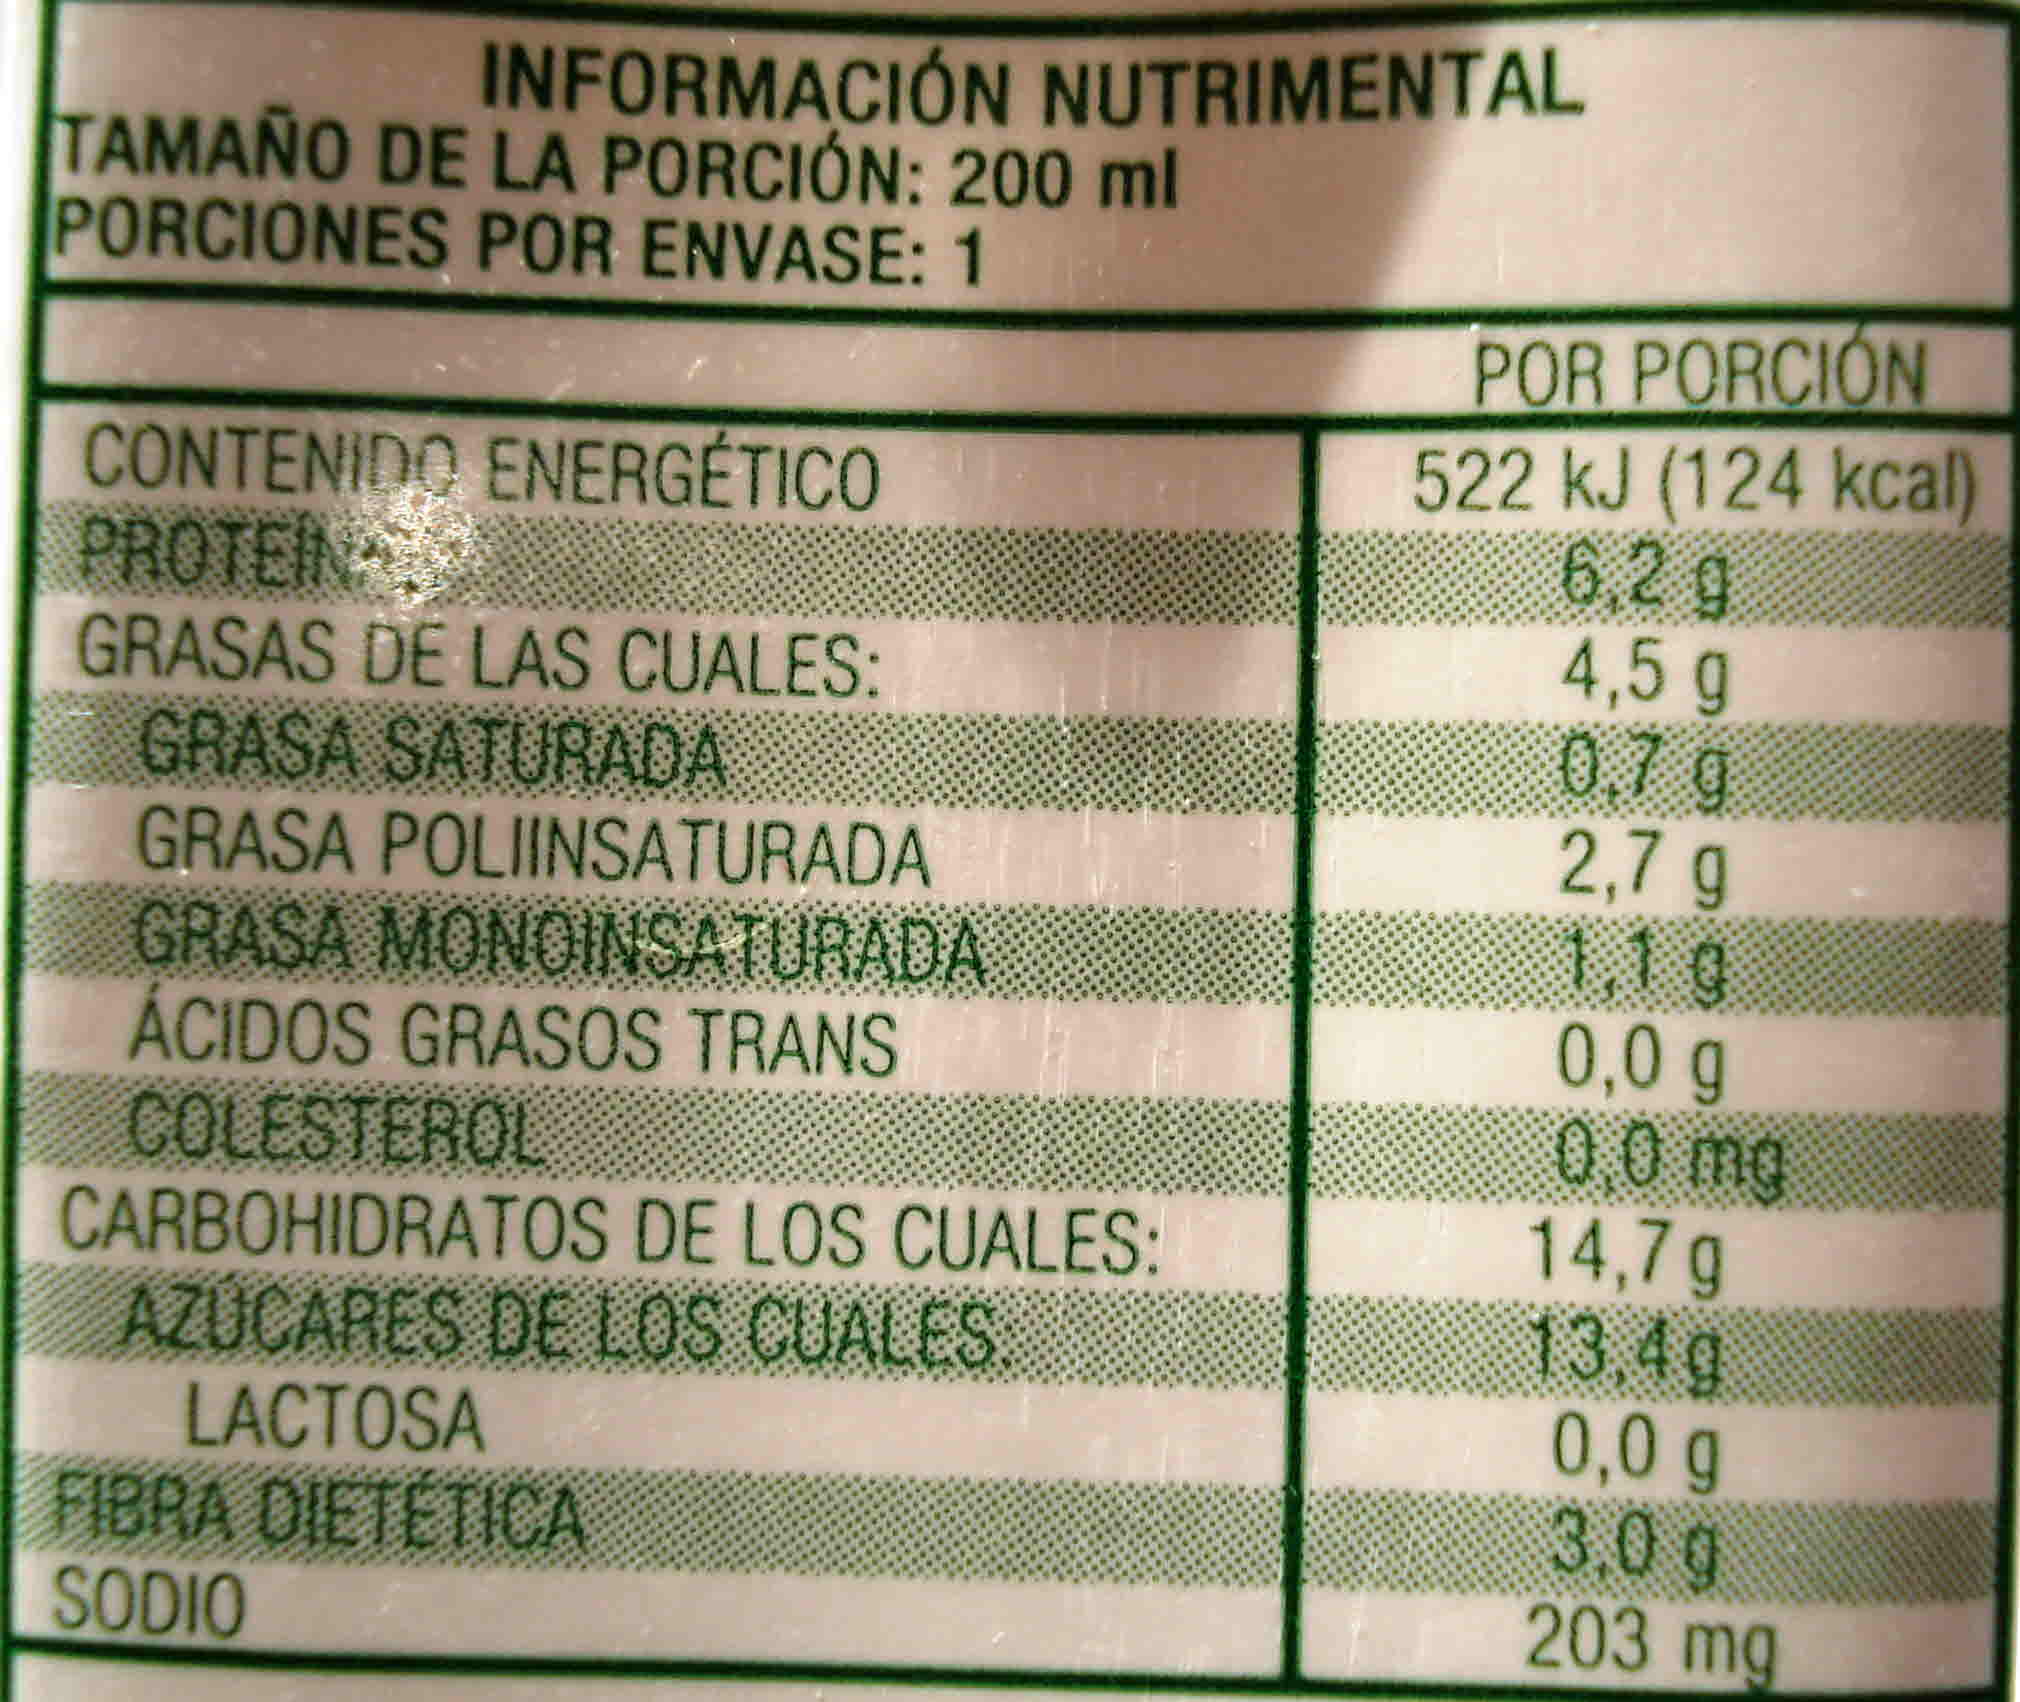 INFORMACIÓN NUTRIMENTAL
TAMAÑO DE LA PORCIÓN: 200 ml
PORCIONES POR ENVASE: 1
POR PORCIÓN
CONTENIDO ENERGÉTICO 522 kJ (124 kcal)
PROTEÍNA 6,2 g
GRASAS DE LAS CUALES: 4,5 g
GRASA SATURADA 0,7 g
GRASA POLIINSATURADA 2,7 g
GRASA MONOINSATURADA 1,1 g
ÁCIDOS GRASOS TRANS 0,0 g
COLESTEROL 0,0 mg
CARBOHIDRATOS DE LOS CUALES: 14,7 g
AZÚCARES DE LOS CUALES. 13,4 g
LACTOSA 0,0 g
FIBRA DIETÉTICA 3,0 g
SODIO 203 mg